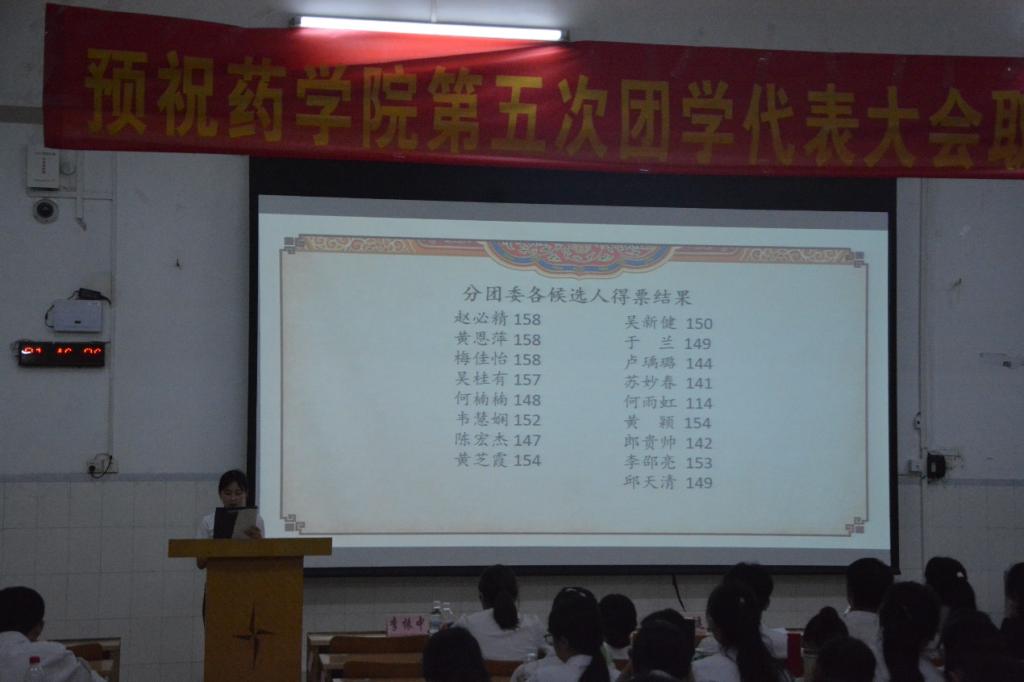 预祝药学院第五次团学代表大会取
分团委各候选人得票结果
赵必精 158
黄恩萍 158
梅佳怡 158
吴桂有 157
何楠楠 148
韦慧娴 152
陈宏杰 147
黄芝霞 154
吴新健 150
于 兰 149
卢瑀璐 144
苏妙春 141
何雨虹 114
黄 颖 154
郎贵帅 142
李邵亮 153
邱天清 149